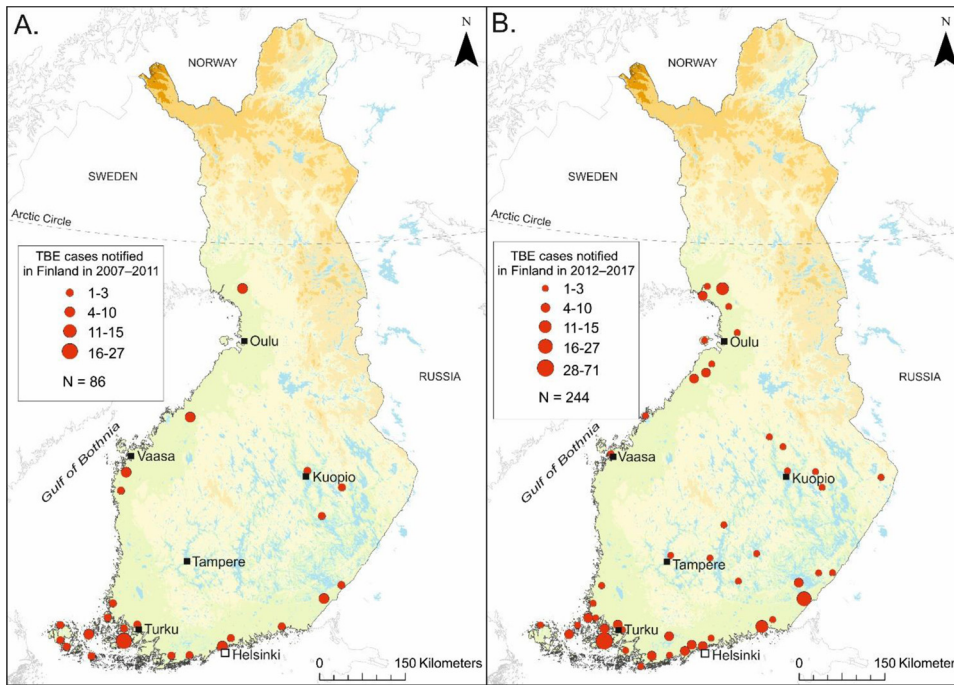 A.
N
NORWAY
SWEDEN
Arctic Circle
TBE cases notified
in Finland in 2007–2011
1-3
4-10
11-15
16-27
N = 86
Oulu
RUSSIA
Gulf of Bothnia
Vaasa
Kuopio
Tampere
Turku
Helsinki
0 150 Kilometers
B.
N
NORWAY
SWEDEN
Arctic Circle
TBE cases notified
in Finland in 2012–2017
1-3
4-10
11-15
16-27
28-71
N = 244
Oulu
RUSSIA
Gulf of Bothnia
Vaasa
Kuopio
Tampere
Turku
Helsinki
0 150 Kilometers